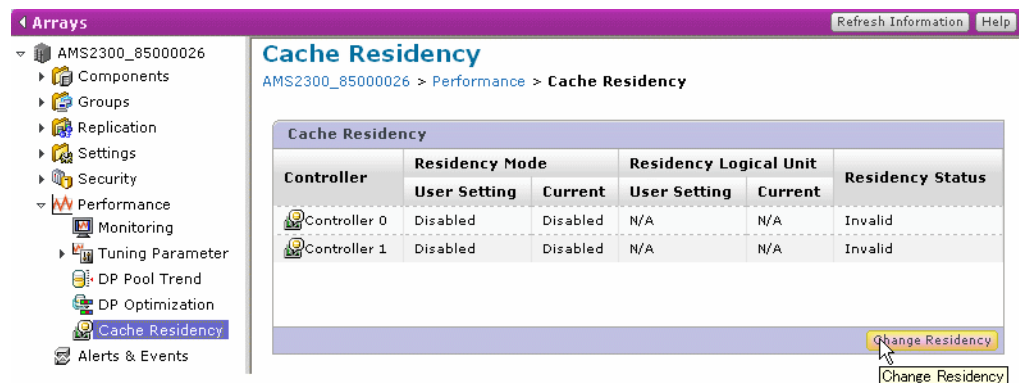 Arrays
Refresh Information Help
AMS2300_85000026
Components
Groups
Replication
Settings
Security
Performance
Monitoring
Tuning Parameter
DP Pool Trend
DP Optimization
Cache Residency
Alerts & Events
Cache Residency
AMS2300_85000026 > Performance > Cache Residency
Cache Residency
Controller Residency Mode Residency Logical Unit Residency Status
User Setting Current User Setting Current
Controller 0 Disabled Disabled N/A N/A Invalid
Controller 1 Disabled Disabled N/A N/A Invalid
Change Residency
Change Residency